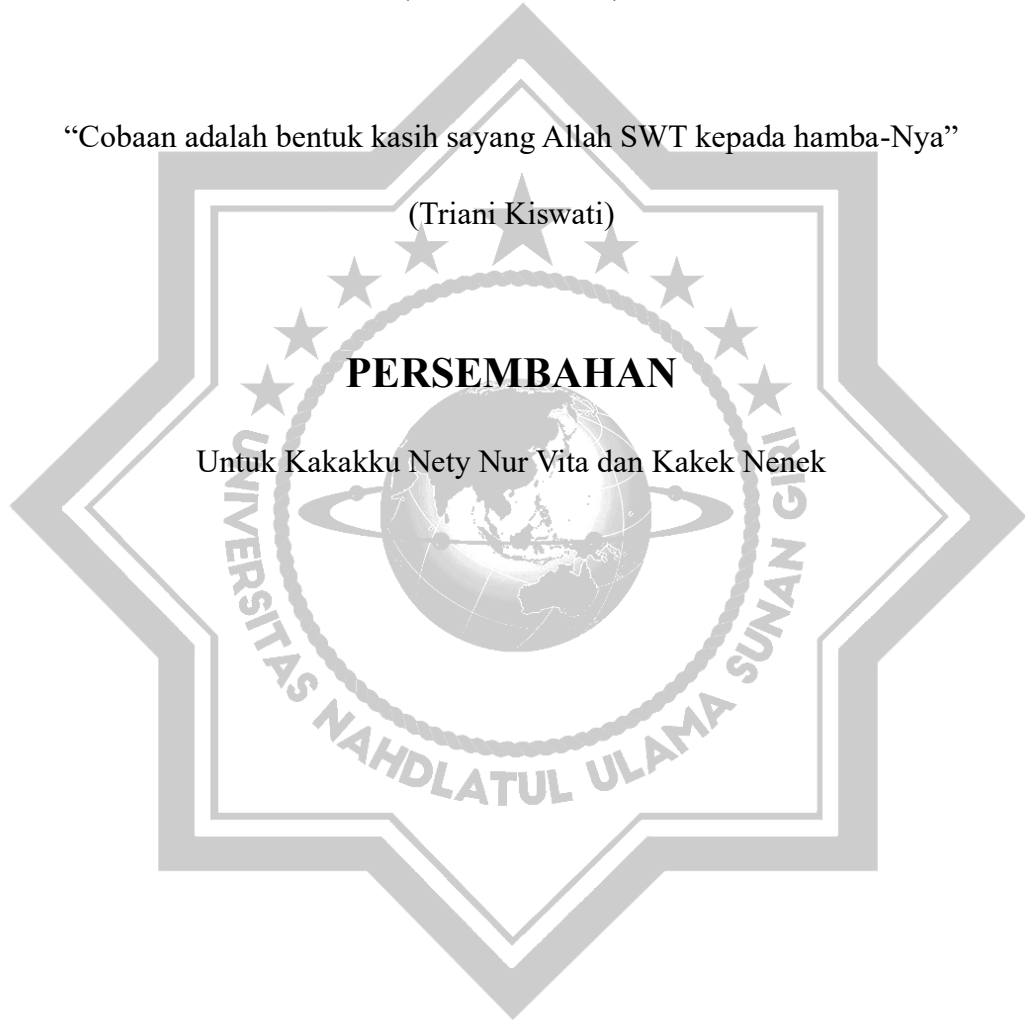 “Cobaan adalah bentuk kasih sayang Allah SWT kepada hamba-Nya”
(Triani Kiswati)
PERSEMBAHAN
Untuk Kakakku Nety Nur Vita dan Kakek Nenek
UNIVERSITAS NAHDLATUL ULAMA SUNAN GIRI